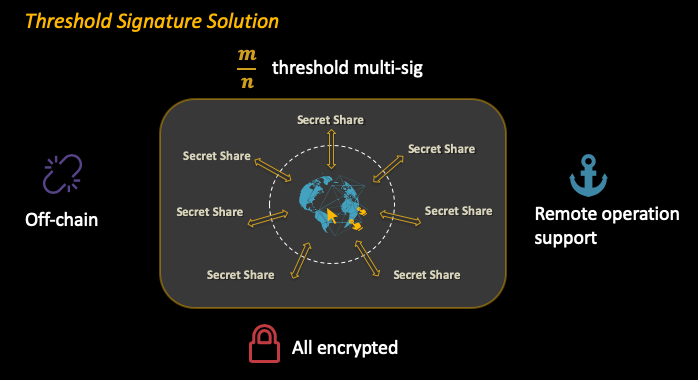 Threshold Signature Solution
m
n
threshold multi-sig
Secret Share
Secret Share
Secret Share
Secret Share
Secret Share
Secret Share
Secret Share
Off-chain
Remote operation
support
All encrypted